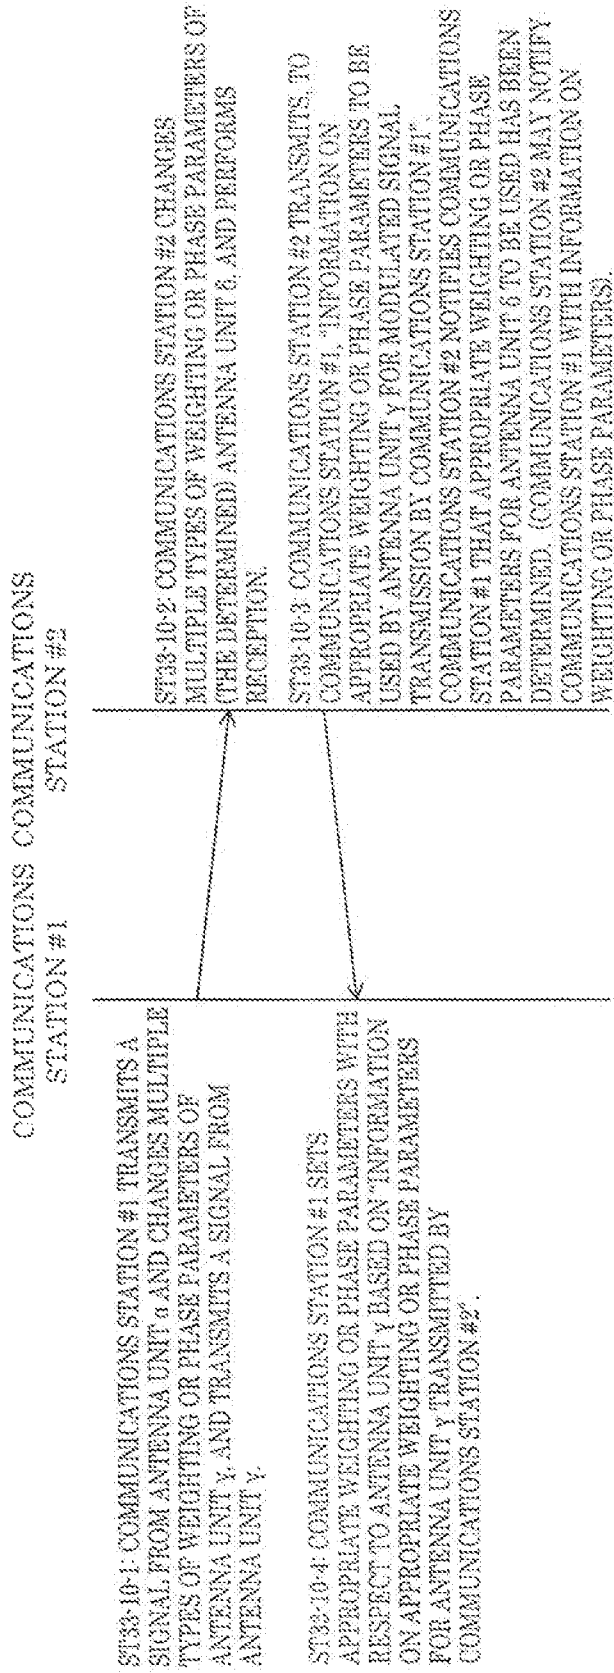 COMMUNICATIONS
STATION #1
COMMUNICATIONS
STATION #2
ST33-10-1: COMMUNICATIONS STATION #1 TRANSMITS A
SIGNAL FROM ANTENNA UNIT α AND CHANGES MULTIPLE
TYPES OF WEIGHTING OR PHASE PARAMETERS OF
ANTENNA UNIT γ, AND TRANSMITS A SIGNAL FROM
ANTENNA UNIT γ.
ST33-10-2: COMMUNICATIONS STATION #2 CHANGES
MULTIPLE TYPES OF WEIGHTING OR PHASE PARAMETERS OF
(THE DETERMINED) ANTENNA UNIT δ, AND PERFORMS
RECEPTION.
ST33-10-3: COMMUNICATIONS STATION #2 TRANSMITS, TO
COMMUNICATIONS STATION #1, "INFORMATION ON
APPROPRIATE WEIGHTING OR PHASE PARAMETERS TO BE
USED BY ANTENNA UNIT γ FOR MODULATED SIGNAL
TRANSMISSION BY COMMUNICATIONS STATION #1".
COMMUNICATIONS STATION #2 NOTIFIES COMMUNICATIONS
STATION #1 THAT APPROPRIATE WEIGHTING OR PHASE
PARAMETERS FOR ANTENNA UNIT δ TO BE USED HAS BEEN
DETERMINED. (COMMUNICATIONS STATION #2 MAY NOTIFY
COMMUNICATIONS STATION #1 WITH INFORMATION ON
WEIGHTING OR PHASE PARAMETERS).
ST33-10-4: COMMUNICATIONS STATION #1 SETS
APPROPRIATE WEIGHTING OR PHASE PARAMETERS WITH
RESPECT TO ANTENNA UNIT γ BASED ON "INFORMATION
ON APPROPRIATE WEIGHTING OR PHASE PARAMETERS
FOR ANTENNA UNIT γ TRANSMITTED BY
COMMUNICATIONS STATION #2".